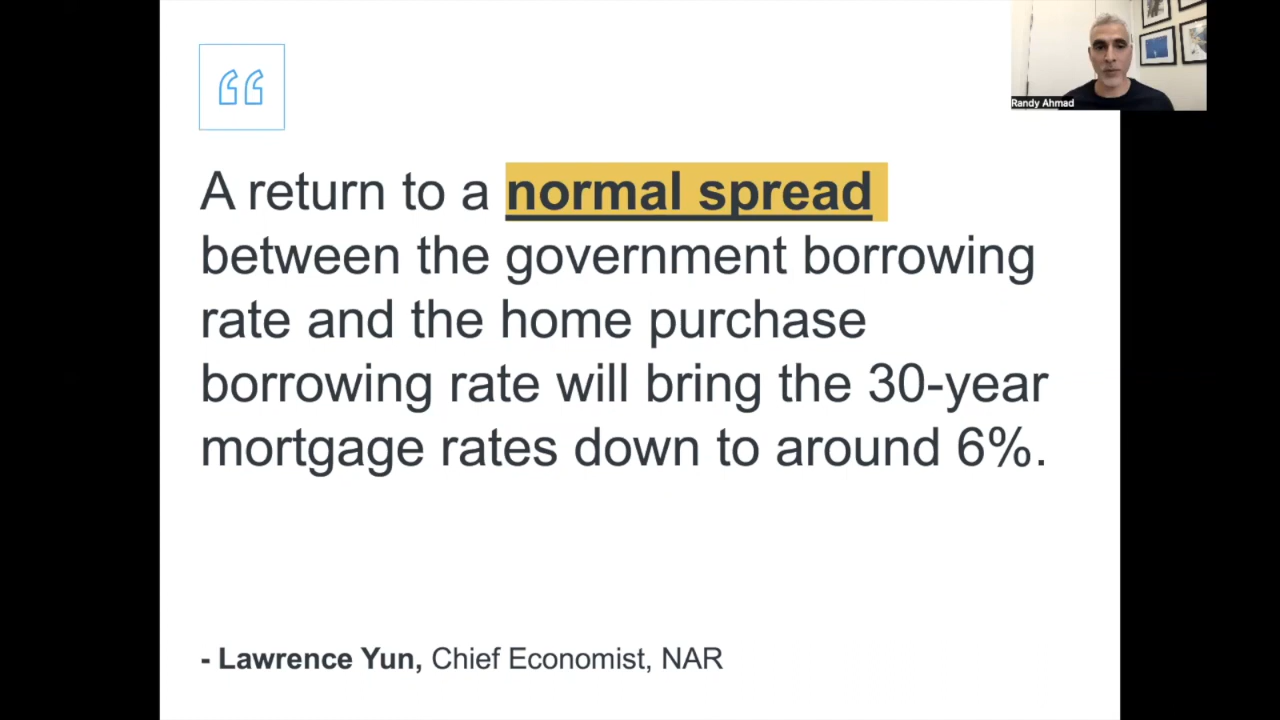 Randy Ahmad
A return to a normal spread
between the government borrowing
rate and the home purchase
borrowing rate will bring the 30-year
mortgage rates down to around 6%.
- Lawrence Yun, Chief Economist, NAR